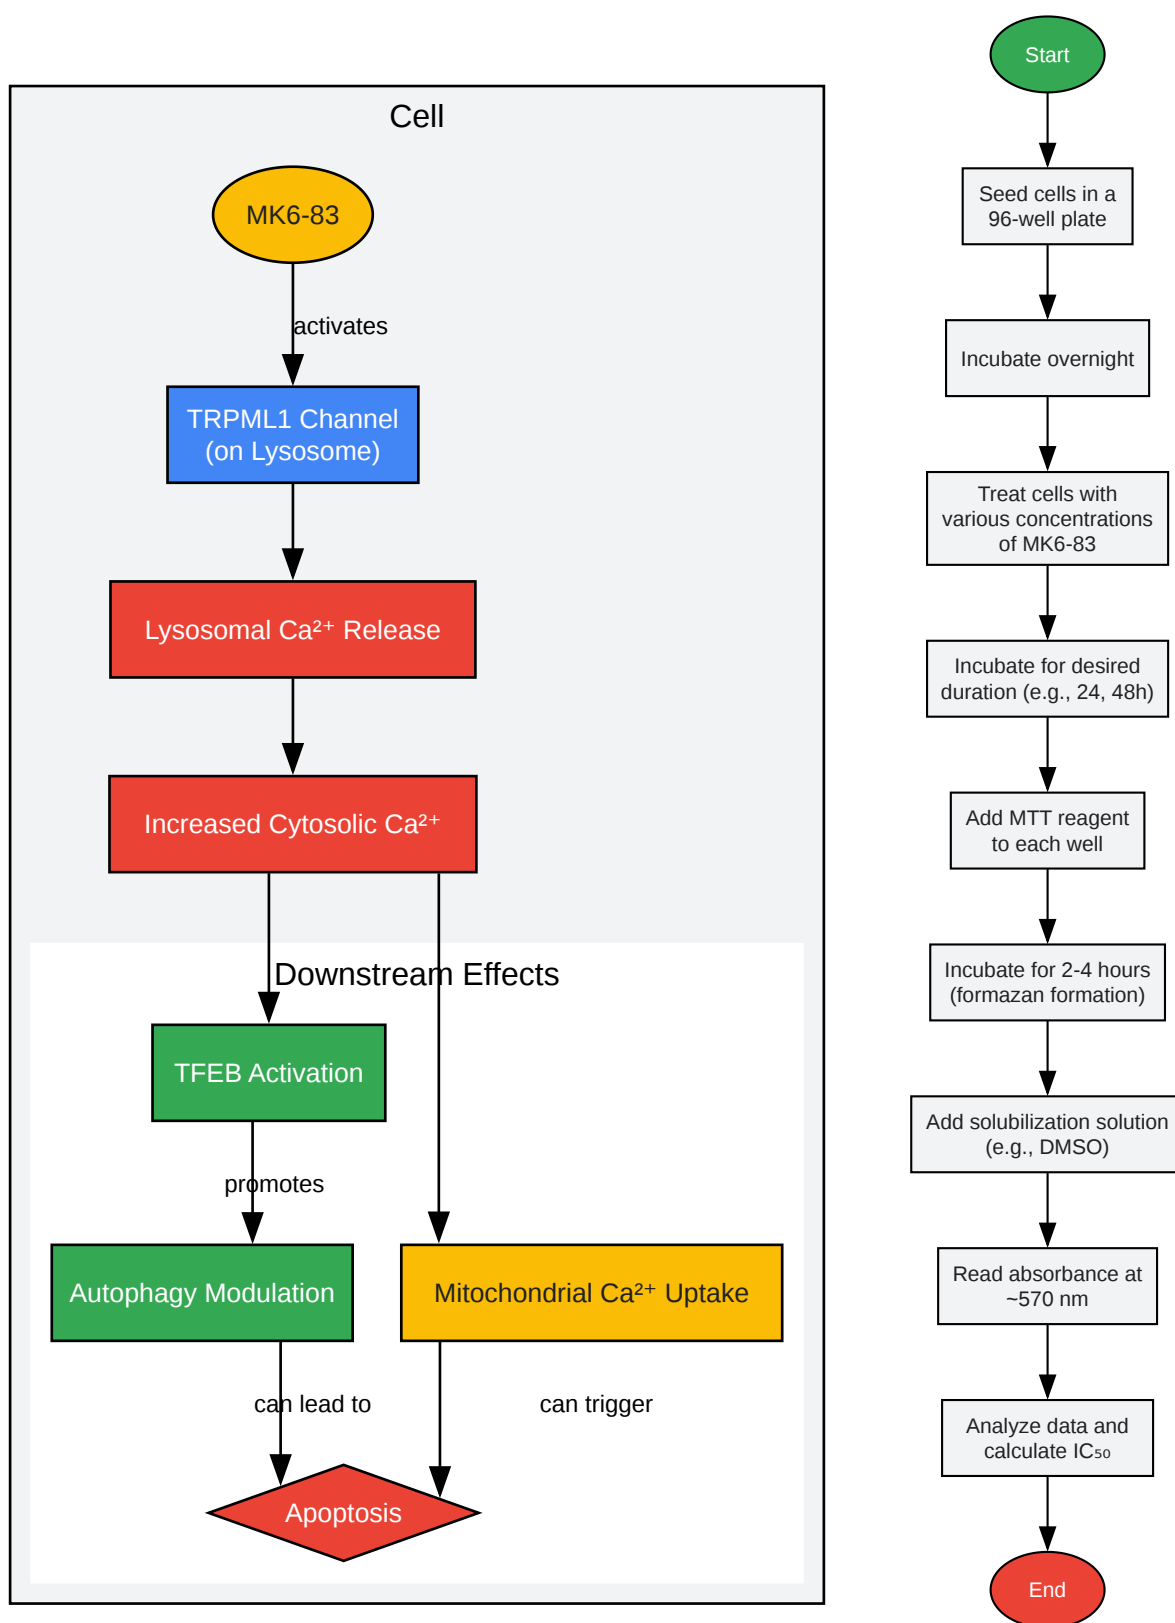 Cell
MK6-83
activates
TRPML1 Channel
(on Lysosome)
Lysosomal Ca²⁺ Release
Increased Cytosolic Ca²⁺
Downstream Effects
TFEB Activation
promotes
Autophagy Modulation
Mitochondrial Ca²⁺ Uptake
can lead to
can trigger
Apoptosis
Start
Seed cells in a
96-well plate
Incubate overnight
Treat cells with
various concentrations
of MK6-83
Incubate for desired
duration (e.g., 24, 48h)
Add MTT reagent
to each well
Incubate for 2-4 hours
(formazan formation)
Add solubilization solution
(e.g., DMSO)
Read absorbance at
~570 nm
Analyze data and
calculate IC₅₀
End